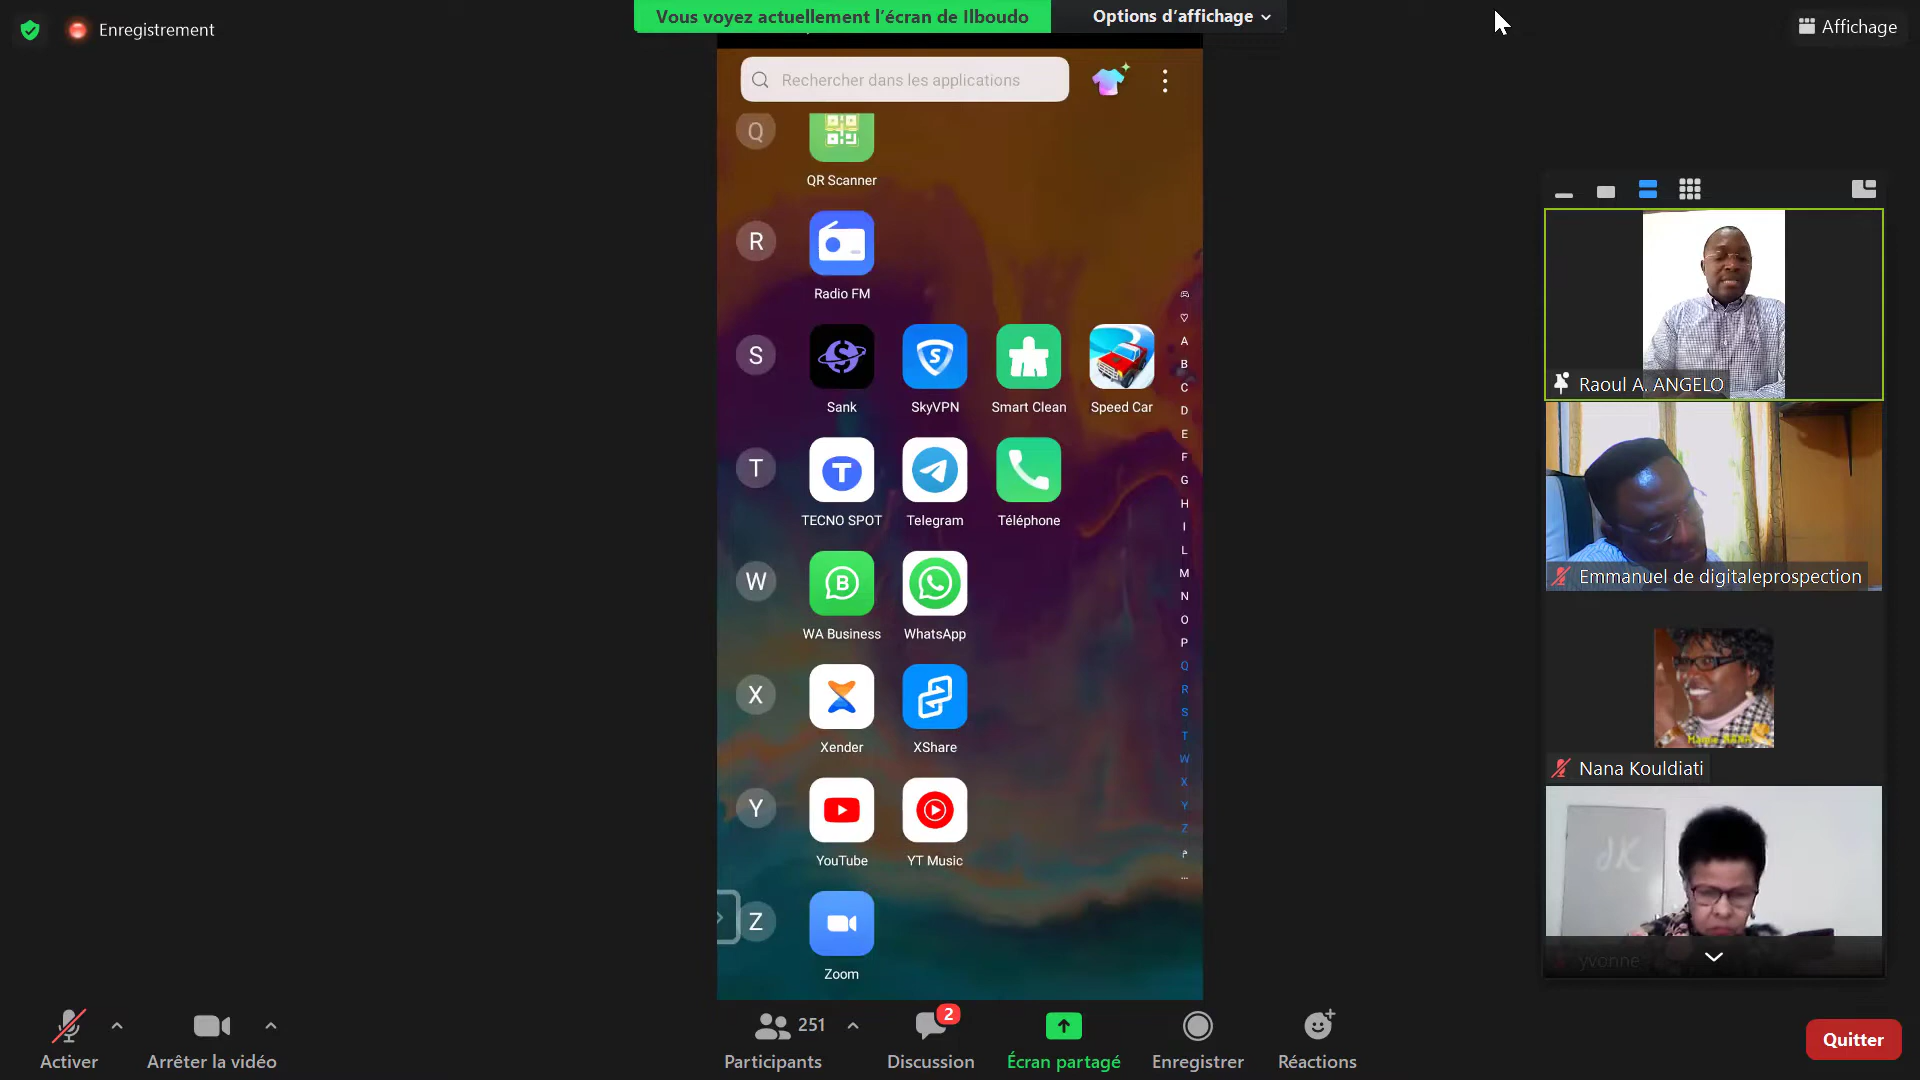 Enregistrement
Vous voyez actuellement l'écran de Ilboudo
Options d'affichage
Affichage
Rechercher dans les applications
Q
QR Scanner
R
Radio FM
S
S
Sank SkyVPN Smart Clean Speed Car
T
T
TECNO SPOT Telegram Téléphone
W
B
WA Business WhatsApp
X
Xender XShare
Y
YouTube YT Music
Z
Zoom
A
B
C
D
E
F
G
H
I
L
M
N
O
P
Q
R
S
T
W
X
Y
Z
...
Raoul A. ANGELO
Emmanuel de digitaleprospection
Nana Kouldiati
JK
yvonne
Activer
Arrêter la vidéo
251
Participants
2
Discussion
Écran partagé
Enregistrer
Réactions
Quitter